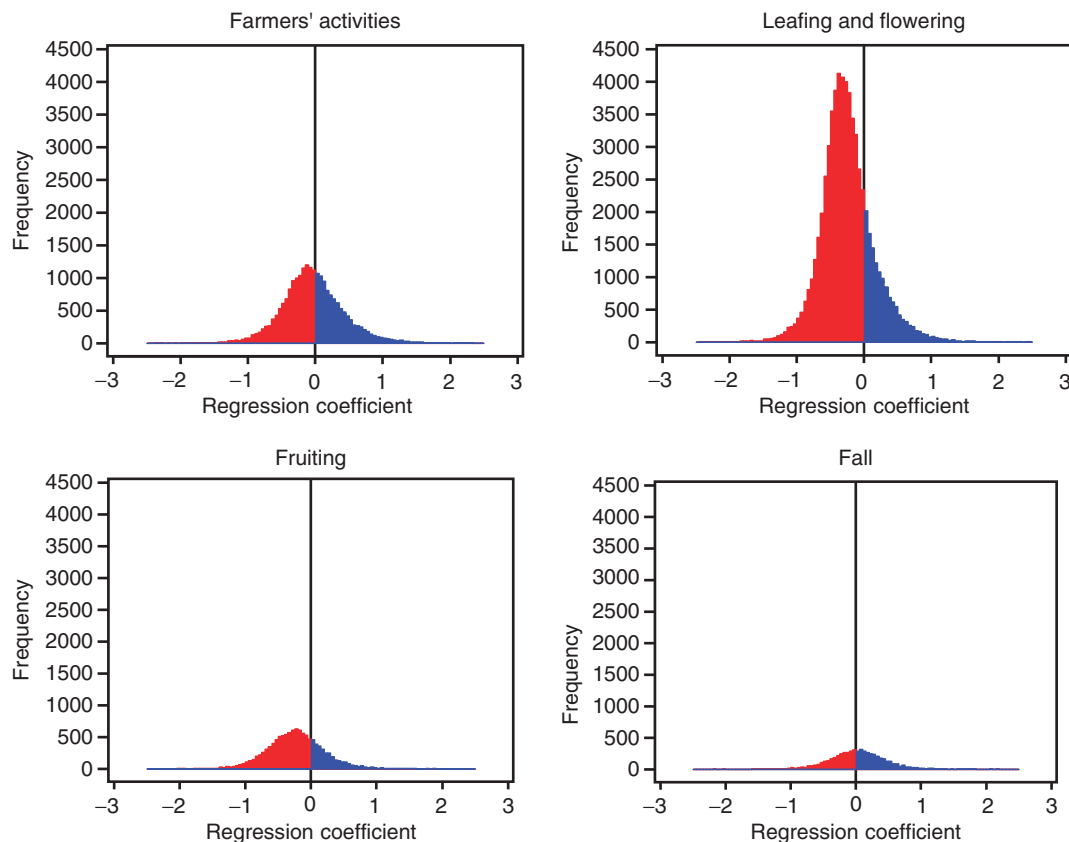 Farmers' activities
4500
4000
3500
3000
2500
2000
1500
1000
500
0
Frequency
–3 –2 –1 0 1 2 3
Regression coefficient
Leafing and flowering
4500
4000
3500
3000
2500
2000
1500
1000
500
0
Frequency
–3 –2 –1 0 1 2 3
Regression coefficient
Fruiting
4500
4000
3500
3000
2500
2000
1500
1000
500
0
Frequency
–3 –2 –1 0 1 2 3
Regression coefficient
Fall
4500
4000
3500
3000
2500
2000
1500
1000
500
0
Frequency
–3 –2 –1 0 1 2 3
Regression coefficient